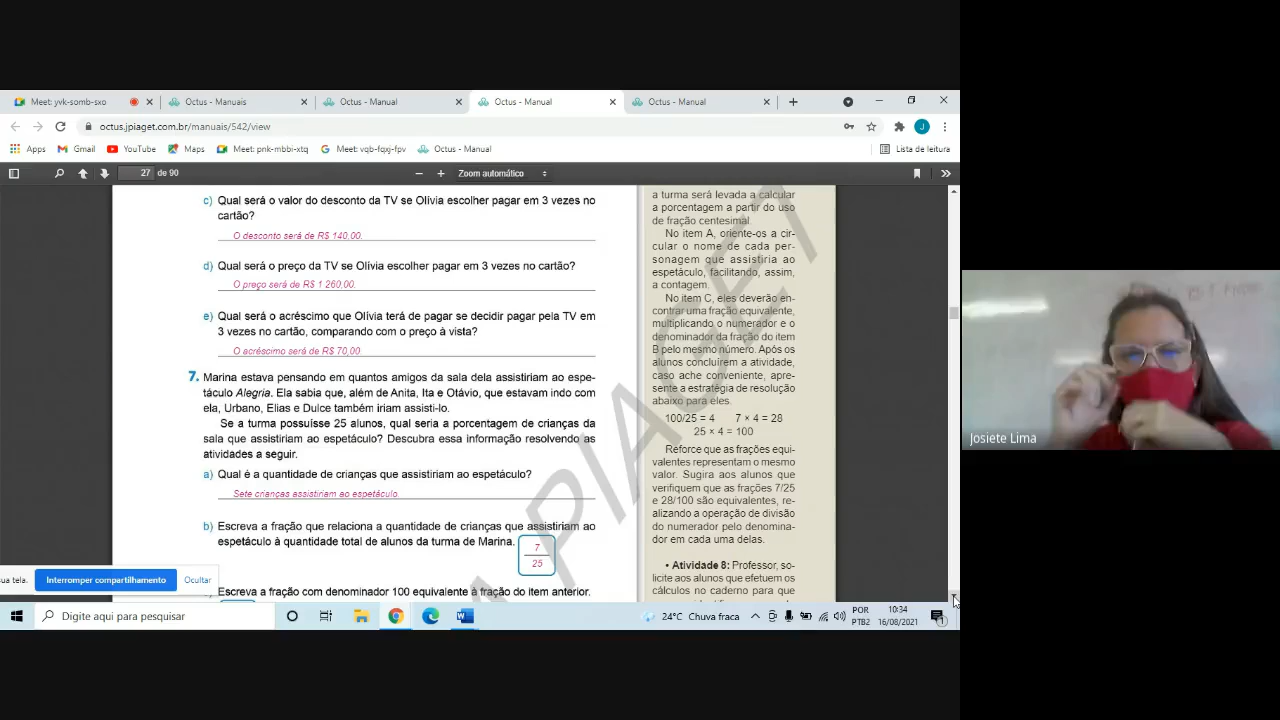 Meet: yvk-somb-sxo
Octus - Manuais
Octus - Manual
Octus - Manual
Octus - Manual
octus.jpiaget.com.br/manuais/542/view
Apps
Gmail
YouTube
Maps
Meet: pnk-mbbi-xtq
Meet: vqb-fqxj-fpv
Octus - Manual
Lista de leitura
27 de 90
Zoom automático
c) Qual será o valor do desconto da TV se Olívia escolher pagar em 3 vezes no
cartão?
O desconto será de R$ 140,00.
d) Qual será o preço da TV se Olívia escolher pagar em 3 vezes no cartão?
O preço será de R$ 1 260,00.
e) Qual será o acréscimo que Olívia terá de pagar se decidir pagar pela TV em
3 vezes no cartão, comparando com o preço à vista?
O acréscimo será de R$ 70,00
7. Marina estava pensando em quantos amigos da sala dela assistiriam ao espe-
táculo Alegria. Ela sabia que, além de Anita, Ita e Otávio, que estavam indo com
ela, Urbano, Elias e Dulce também iriam assisti-lo.
Se a turma possuísse 25 alunos, qual seria a porcentagem de crianças da
sala que assistiriam ao espetáculo? Descubra essa informação resolvendo as
atividades a seguir.
a) Qual é a quantidade de crianças que assistiriam ao espetáculo?
Sete crianças assistiriam ao espetáculo.
b) Escreva a fração que relaciona a quantidade de crianças que assistiriam ao
espetáculo à quantidade total de alunos da turma de Marina.
7
25
Escreva a fração com denominador 100 equivalente à fração do item anterior.
a turma será levada a calcular
a porcentagem a partir do uso
de fração centesimal.
No item A, oriente-os a cir-
cular o nome de cada per-
sonagem que assistiria ao
espetáculo, facilitando, assim,
a contagem.
No item C, eles deverão en-
contrar uma fração equivalente,
multiplicando o numerador e o
denominador da fração do item
B pelo mesmo número. Após os
alunos concluírem a atividade,
caso ache conveniente, apre-
sente a estratégia de resolução
abaixo para eles.
100/25 = 4 7 × 4 = 28
25 × 4 = 100
Reforce que as frações equi-
valentes representam o mesmo
valor. Sugira aos alunos que
verifiquem que as frações 7/25
e 28/100 são equivalentes, re-
alizando a operação de divisão
do numerador pelo denomina-
dor em cada uma delas.
• Atividade 8: Professor, so-
licite aos alunos que efetuem os
cálculos no caderno para que
A PIAGET
sua tela.
Interromper compartilhamento
Ocultar
Digite aqui para pesquisar
24°C Chuva fraca
POR
PTB2
10:34
16/08/2021
Josiete Lima